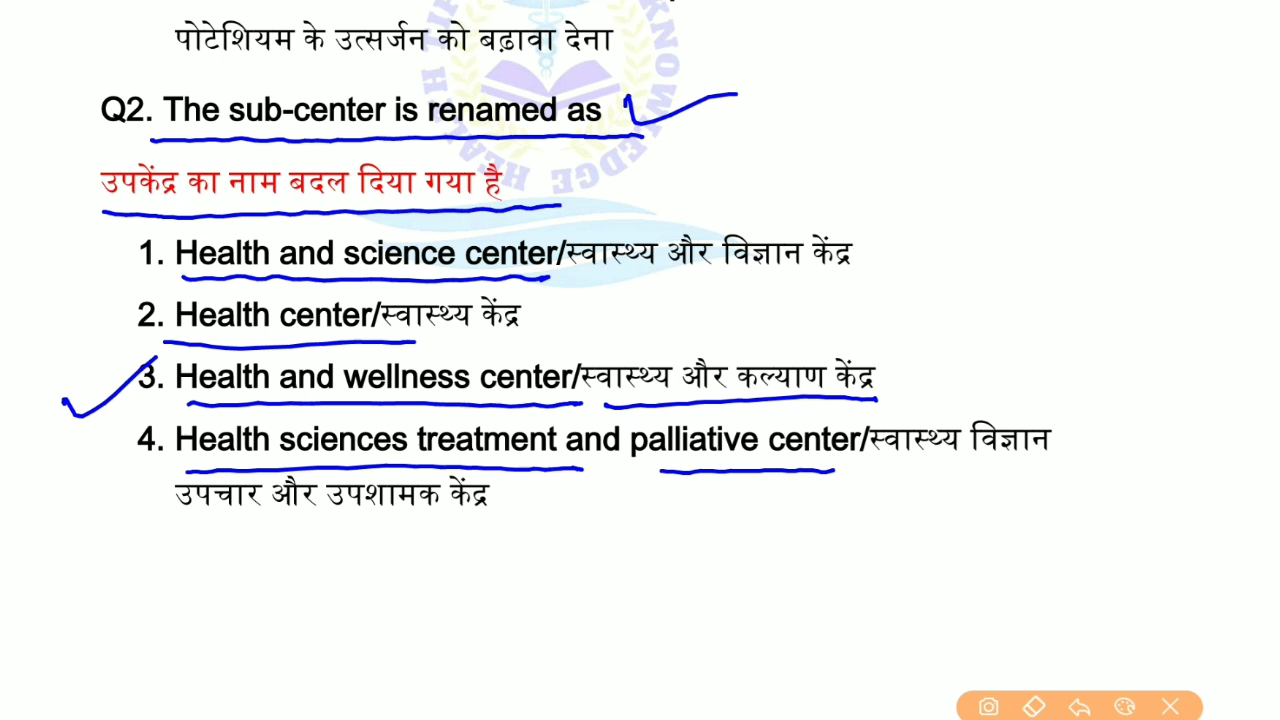 पोटेशियम के उत्सर्जन को बढ़ावा देना
Q2. The sub-center is renamed as
उपकेंद्र का नाम बदल दिया गया है
1. Health and science center/स्वास्थ्य और विज्ञान केंद्र
2. Health center/स्वास्थ्य केंद्र
3. Health and wellness center/स्वास्थ्य और कल्याण केंद्र
4. Health sciences treatment and palliative center/स्वास्थ्य विज्ञान
उपचार और उपशामक केंद्र